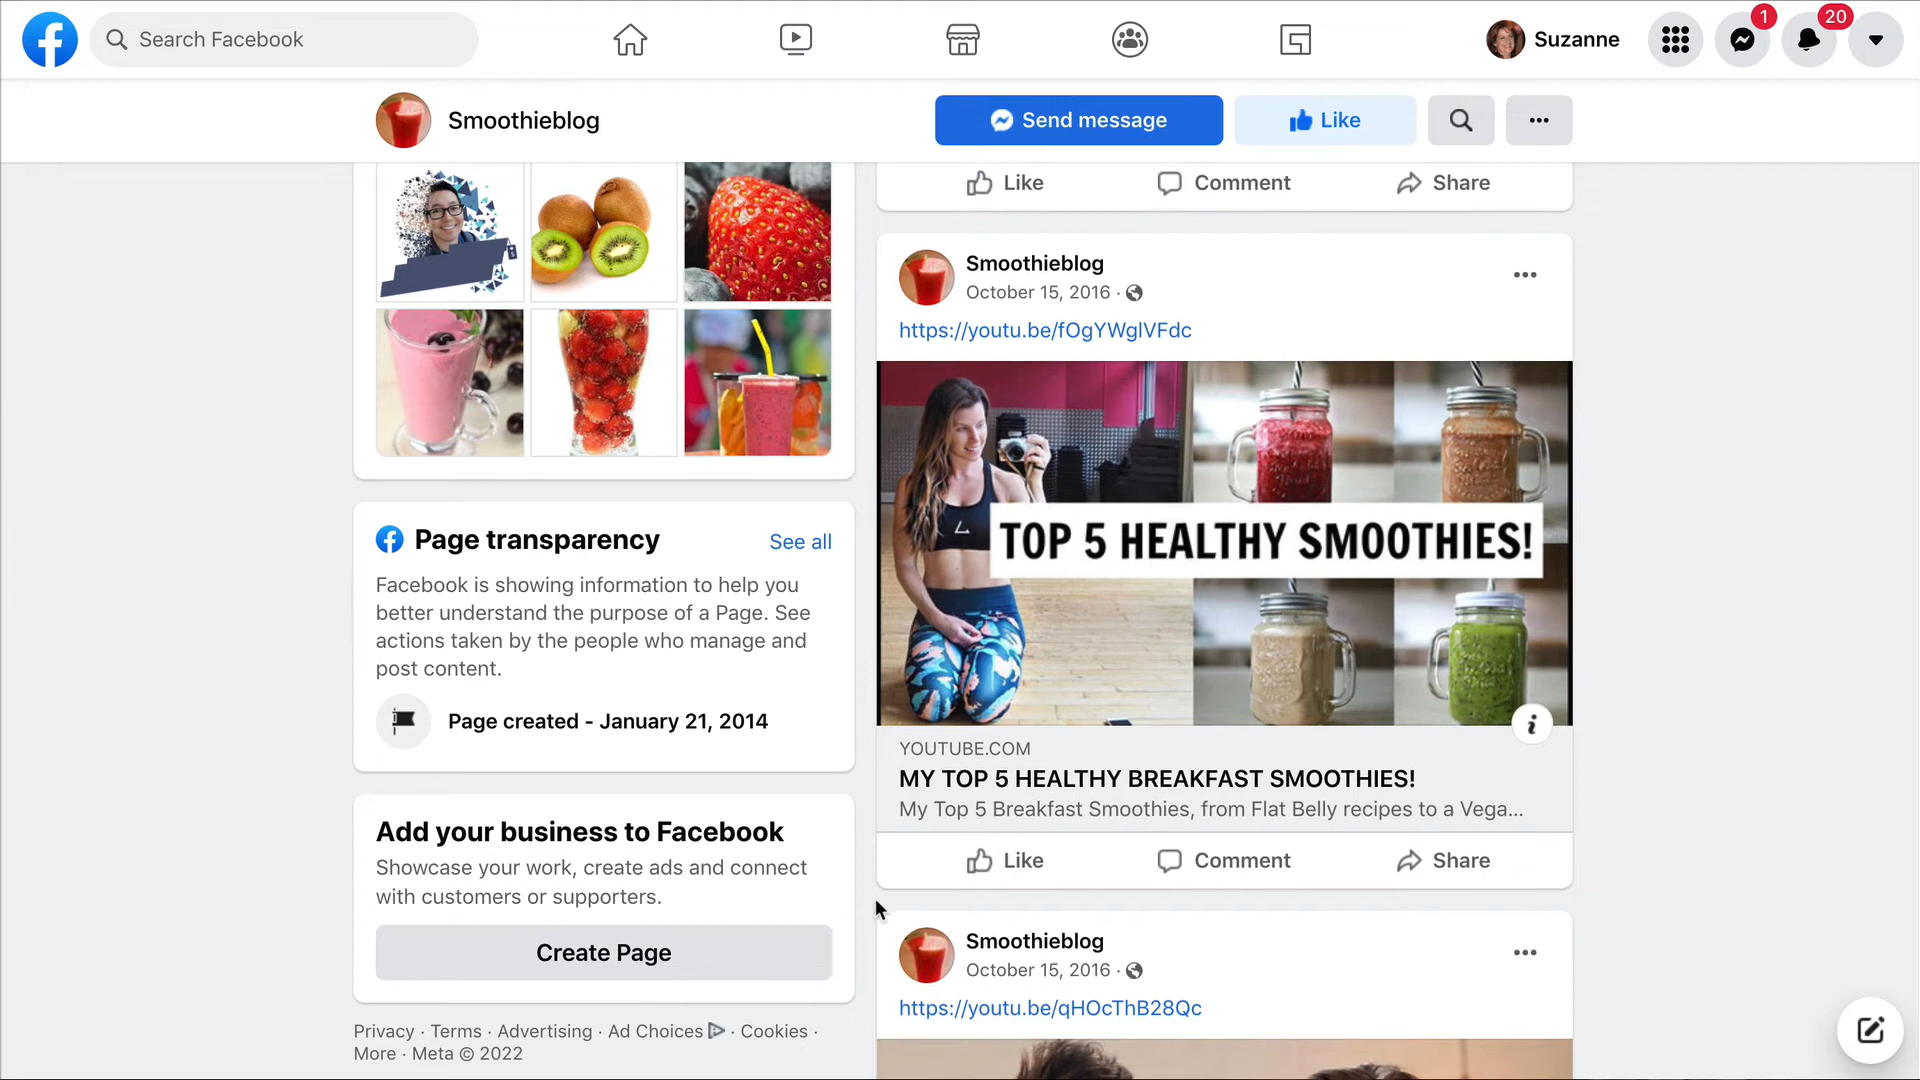 Search Facebook
Suzanne
1
20
Smoothieblog
Send message
Like
Like
Comment
Share
Page transparency
See all
Facebook is showing information to help you
better understand the purpose of a Page. See
actions taken by the people who manage and
post content.
Page created - January 21, 2014
Add your business to Facebook
Showcase your work, create ads and connect
with customers or supporters.
Create Page
Privacy · Terms · Advertising · Ad Choices · Cookies ·
More · Meta © 2022
Smoothieblog
October 15, 2016 ·
https://youtu.be/fOgYWglVFdc
TOP 5 HEALTHY SMOOTHIES!
YOUTUBE.COM
MY TOP 5 HEALTHY BREAKFAST SMOOTHIES!
My Top 5 Breakfast Smoothies, from Flat Belly recipes to a Vega...
Like
Comment
Share
Smoothieblog
October 15, 2016 ·
https://youtu.be/qHOcThB28Qc